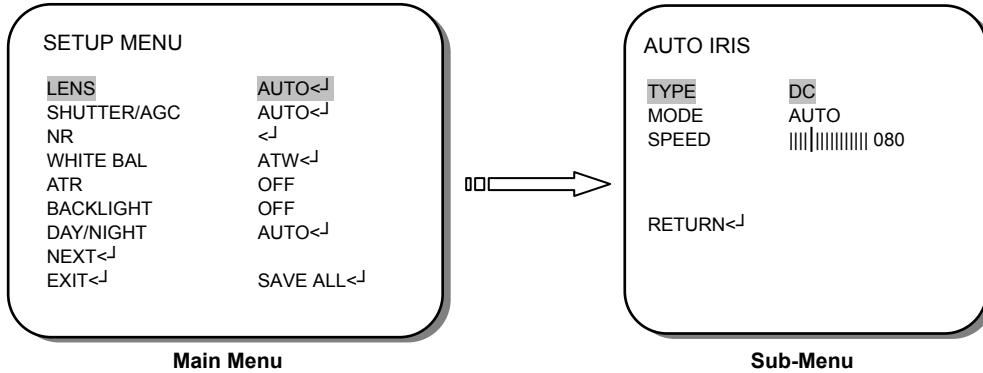 SETUP MENU
LENS AUTO<┘
SHUTTER/AGC AUTO<┘
NR <┘
WHITE BAL ATW<┘
ATR OFF
BACKLIGHT OFF
DAY/NIGHT AUTO<┘
NEXT<┘
EXIT<┘ SAVE ALL<┘
Main Menu
AUTO IRIS
TYPE DC
MODE AUTO
SPEED ||||||||||||||| 080
RETURN<┘
Sub-Menu